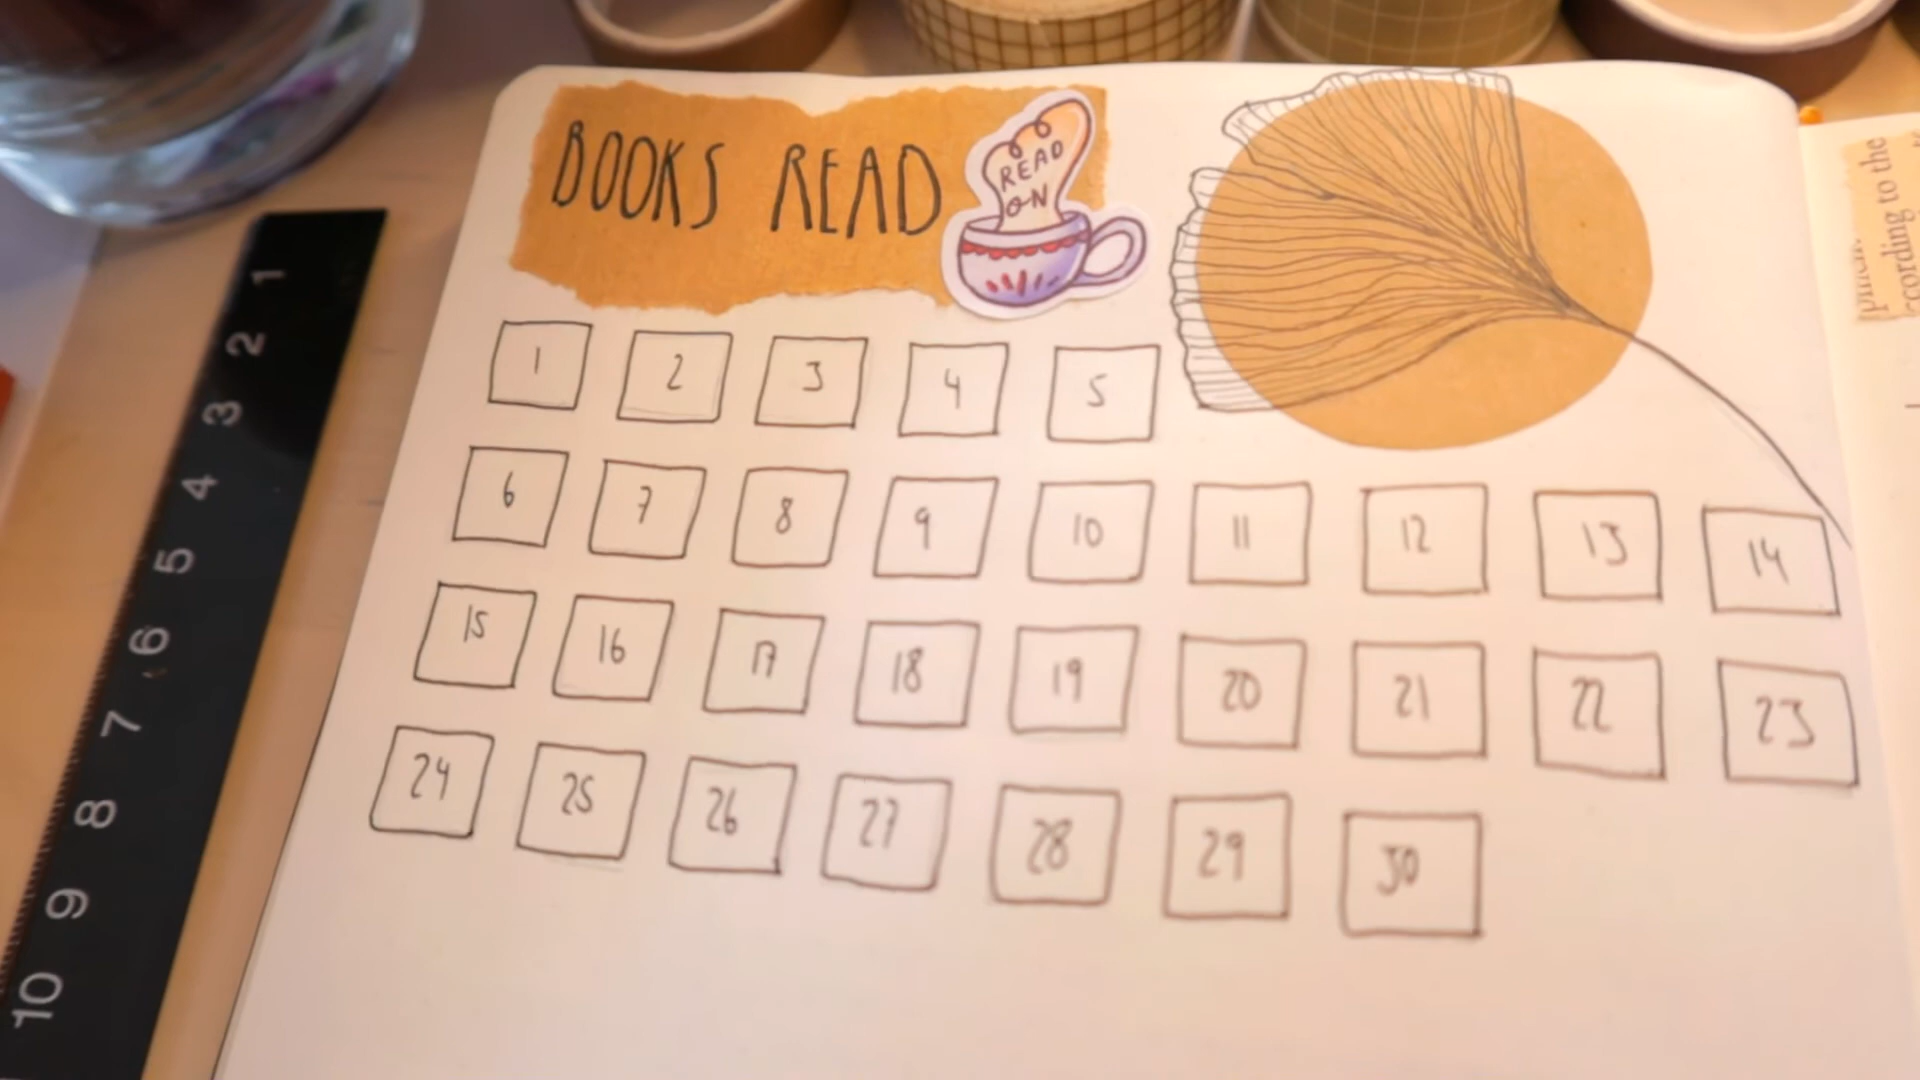 BOOKS READ
READ
ON
1 2 3 4 5
6 7 8 9 10 11 12 13 14
15 16 17 18 19 20 21 22 23
24 25 26 27 28 29 30
1
2
3
4
5
6
7
8
9
10
cording to the